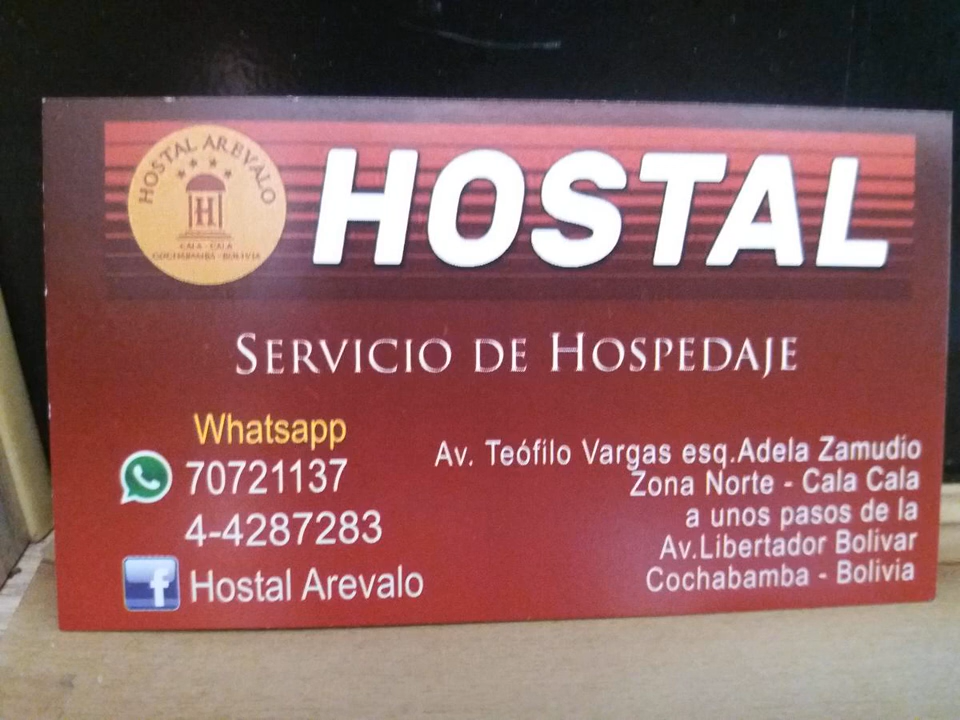 HOSTAL AREVALO
H
CALA - CALA
COCHABAMBA - BOLIVIA
HOSTAL
SERVICIO DE HOSPEDAJE
Whatsapp
70721137
4-4287283
f Hostal Arevalo
Av. Teófilo Vargas esq.Adela Zamudio
Zona Norte - Cala Cala
a unos pasos de la
Av.Libertador Bolivar
Cochabamba - Bolivia